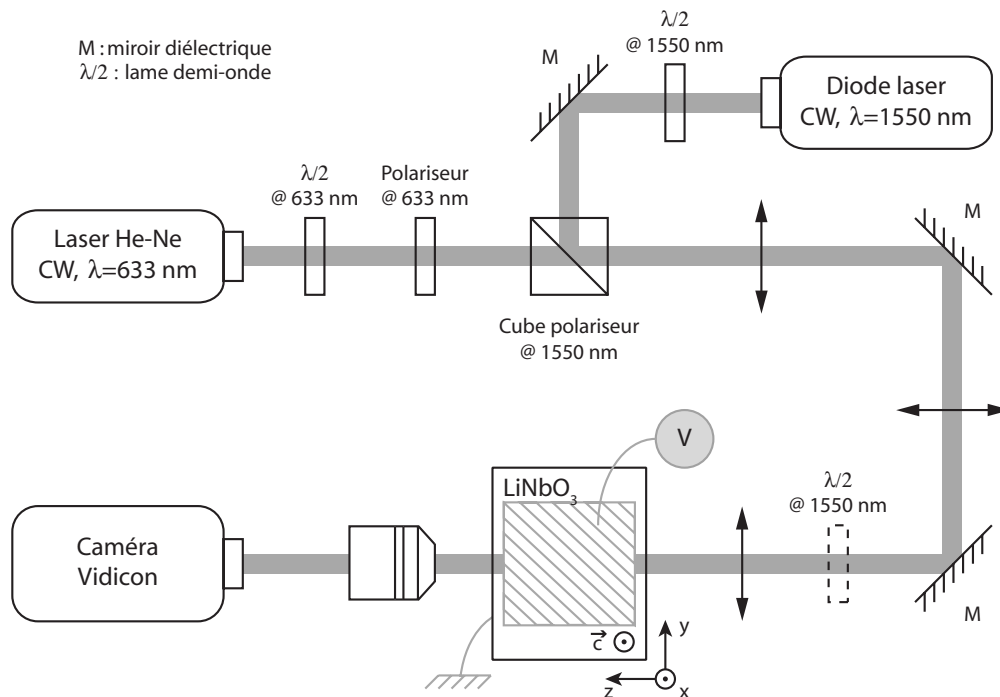 M : miroir diélectrique
λ/2 : lame demi-onde
λ/2
@ 1550 nm
M
Diode laser
CW, λ=1550 nm
λ/2
@ 633 nm
Polariseur
@ 633 nm
M
Laser He-Ne
CW, λ=633 nm
Cube polariseur
@ 1550 nm
V
LiNbO3
λ/2
@ 1550 nm
Caméra
Vidicon
M
c
y
z
x